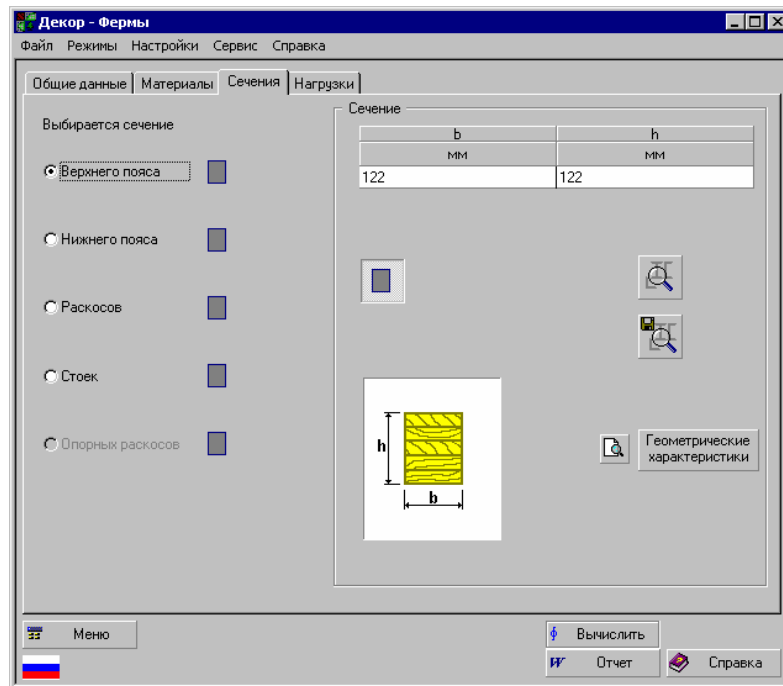 Декор - Фермы
Файл Режимы Настройки Сервис Справка
Общие данные Материалы Сечения Нагрузки
Выбирается сечение
Верхнего пояса
Нижнего пояса
Раскосов
Стоек
Опорных раскосов
Сечение
b h
мм мм
122 122
h
b
Геометрические
характеристики
Меню
Вычислить
Отчет
Справка